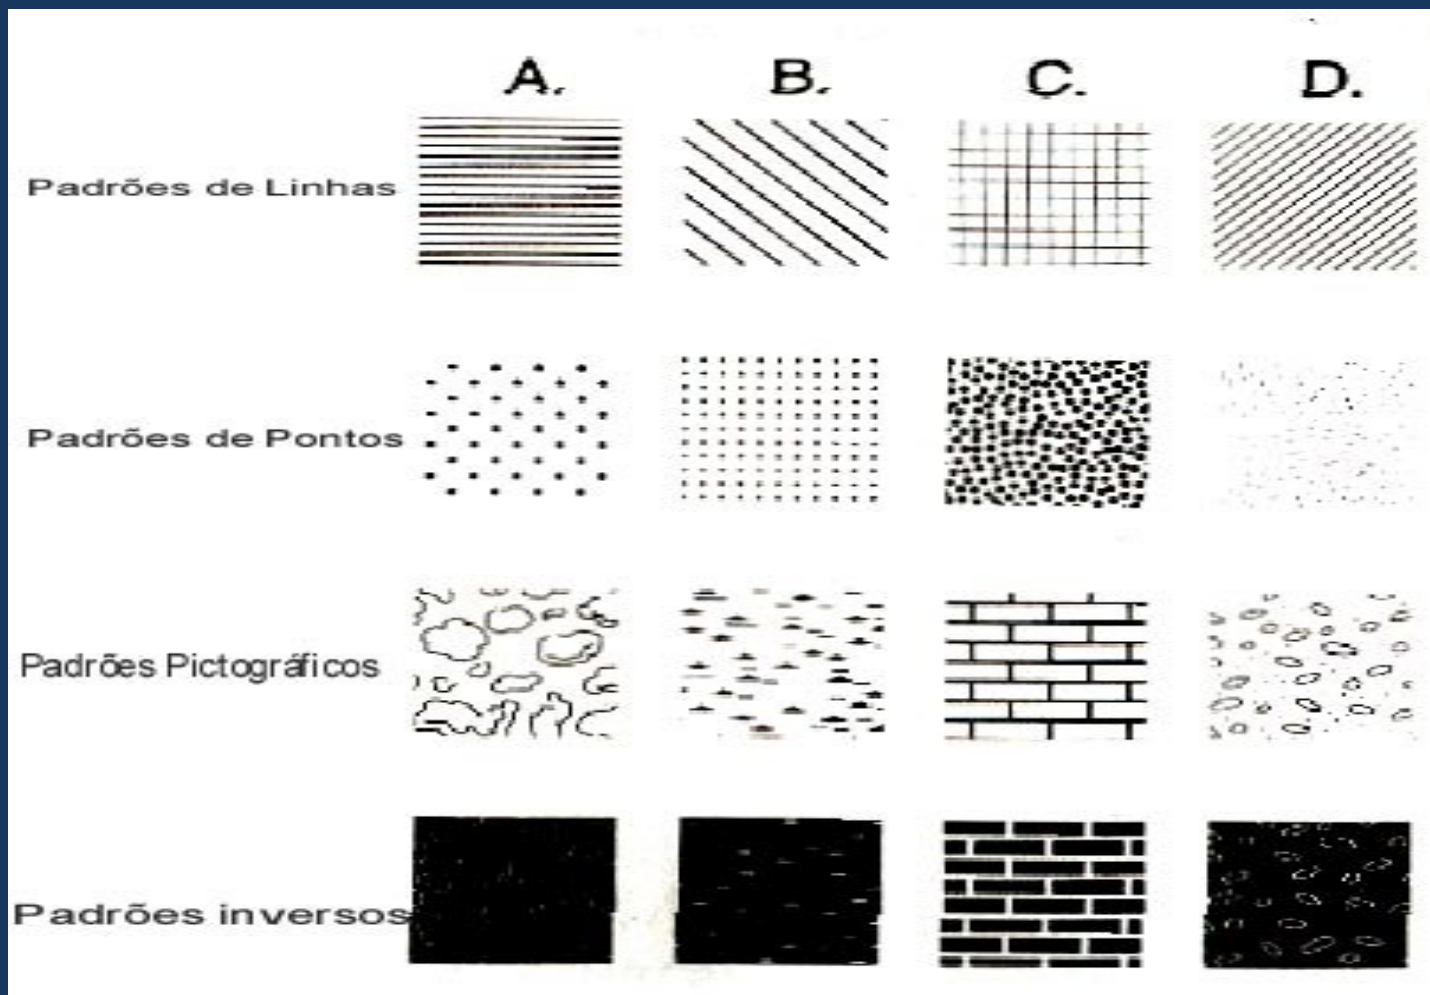 A. B. C. D.
Padrões de Linhas
Padrões de Pontos
Padrões Pictográficos
Padrões inversos